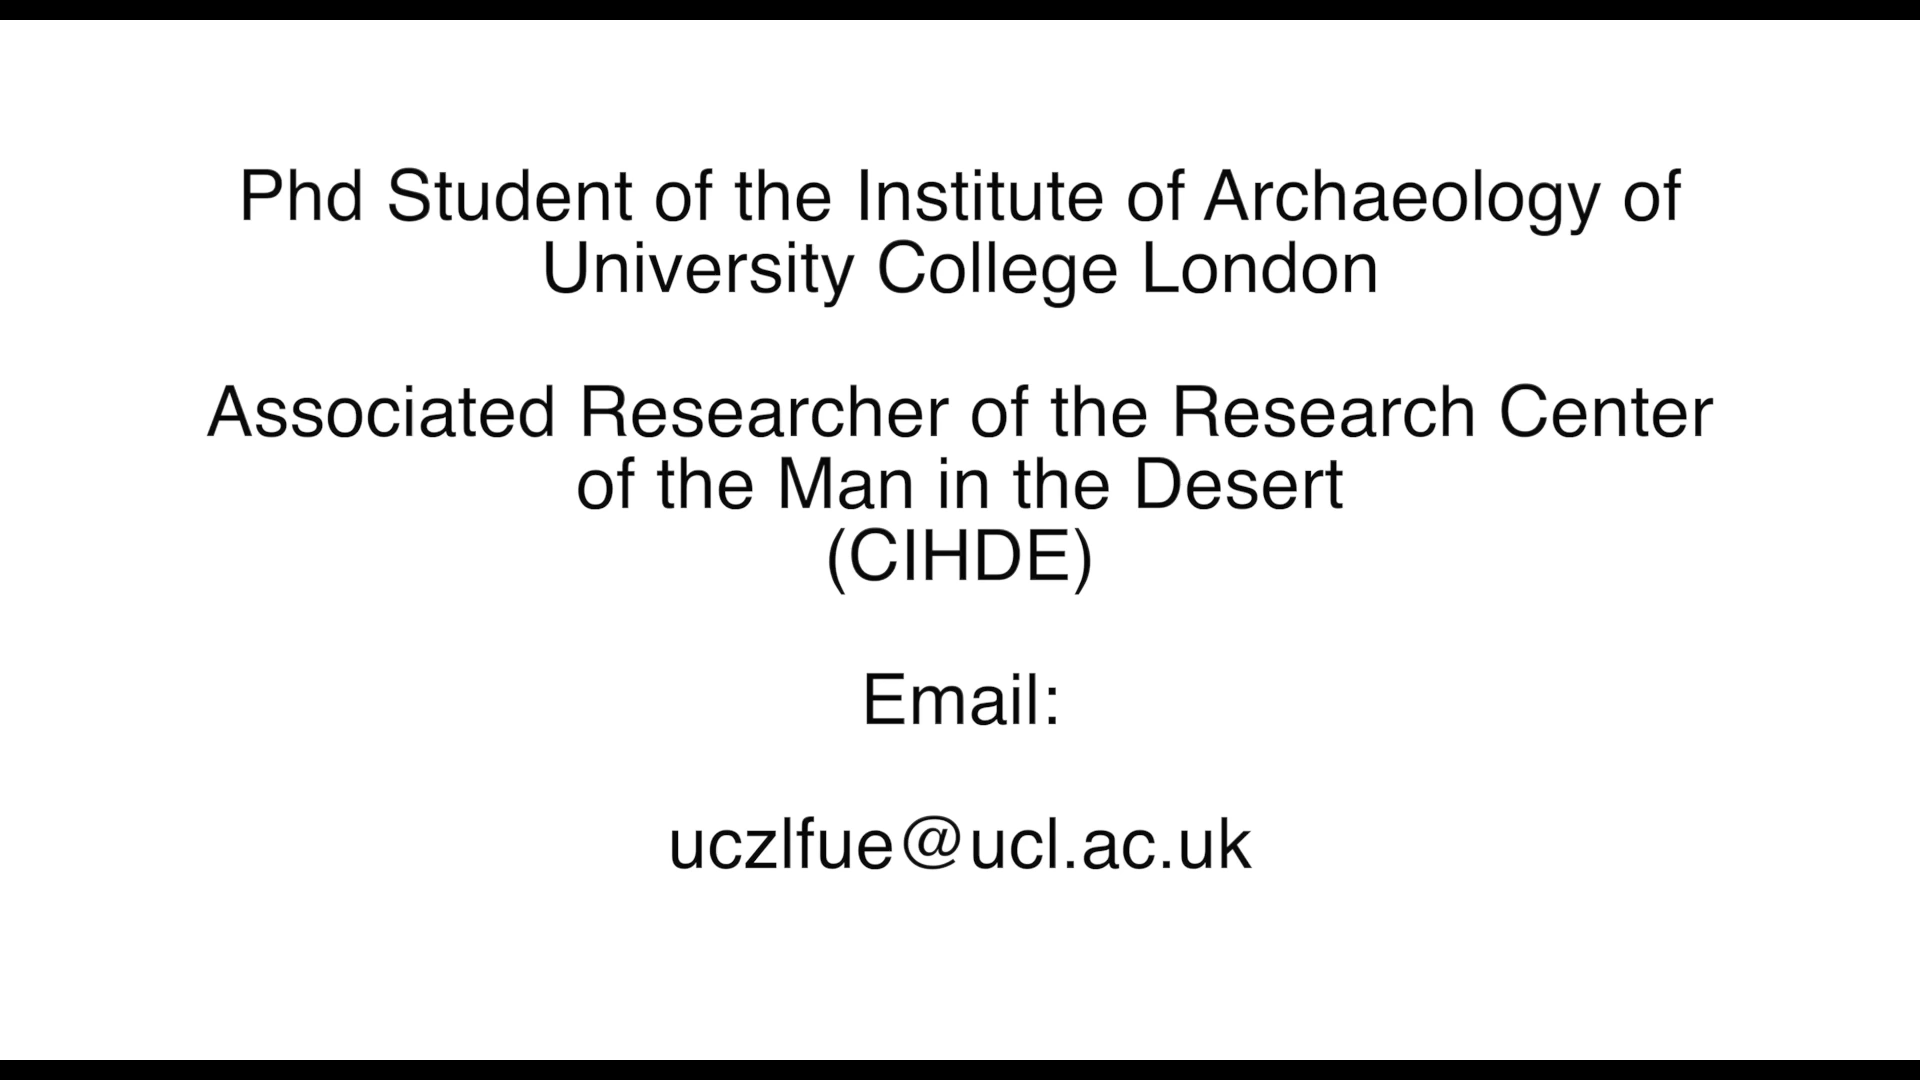 Phd Student of the Institute of Archaeology of
University College London
Associated Researcher of the Research Center
of the Man in the Desert
(CIHDE)
Email:
uczlfue@ucl.ac.uk